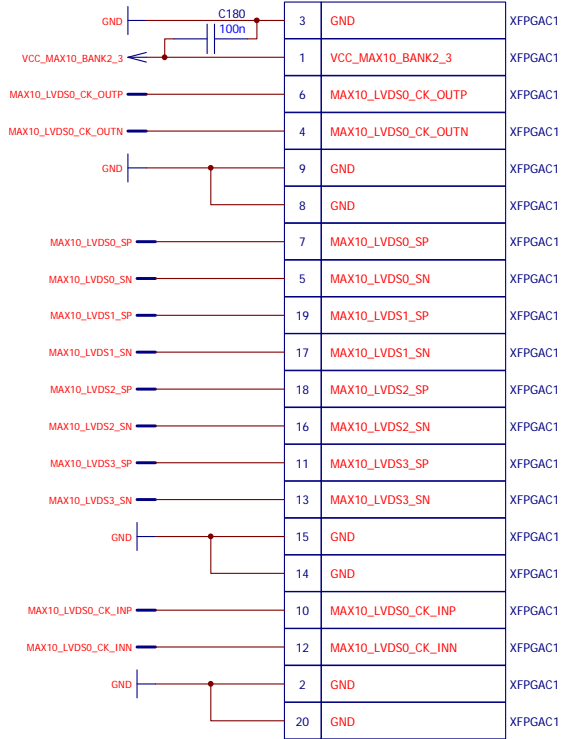 C180
GND 3 GND XFPGAC1
100n
VCC_MAX10_BANK2_3 1 VCC_MAX10_BANK2_3 XFPGAC1
MAX10_LVDS0_CK_OUTP 6 MAX10_LVDS0_CK_OUTP XFPGAC1
MAX10_LVDS0_CK_OUTN 4 MAX10_LVDS0_CK_OUTN XFPGAC1
GND 9 GND XFPGAC1
8 GND XFPGAC1
MAX10_LVDS0_SP 7 MAX10_LVDS0_SP XFPGAC1
MAX10_LVDS0_SN 5 MAX10_LVDS0_SN XFPGAC1
MAX10_LVDS1_SP 19 MAX10_LVDS1_SP XFPGAC1
MAX10_LVDS1_SN 17 MAX10_LVDS1_SN XFPGAC1
MAX10_LVDS2_SP 18 MAX10_LVDS2_SP XFPGAC1
MAX10_LVDS2_SN 16 MAX10_LVDS2_SN XFPGAC1
MAX10_LVDS3_SP 11 MAX10_LVDS3_SP XFPGAC1
MAX10_LVDS3_SN 13 MAX10_LVDS3_SN XFPGAC1
GND 15 GND XFPGAC1
14 GND XFPGAC1
MAX10_LVDS0_CK_INP 10 MAX10_LVDS0_CK_INP XFPGAC1
MAX10_LVDS0_CK_INN 12 MAX10_LVDS0_CK_INN XFPGAC1
GND 2 GND XFPGAC1
20 GND XFPGAC1